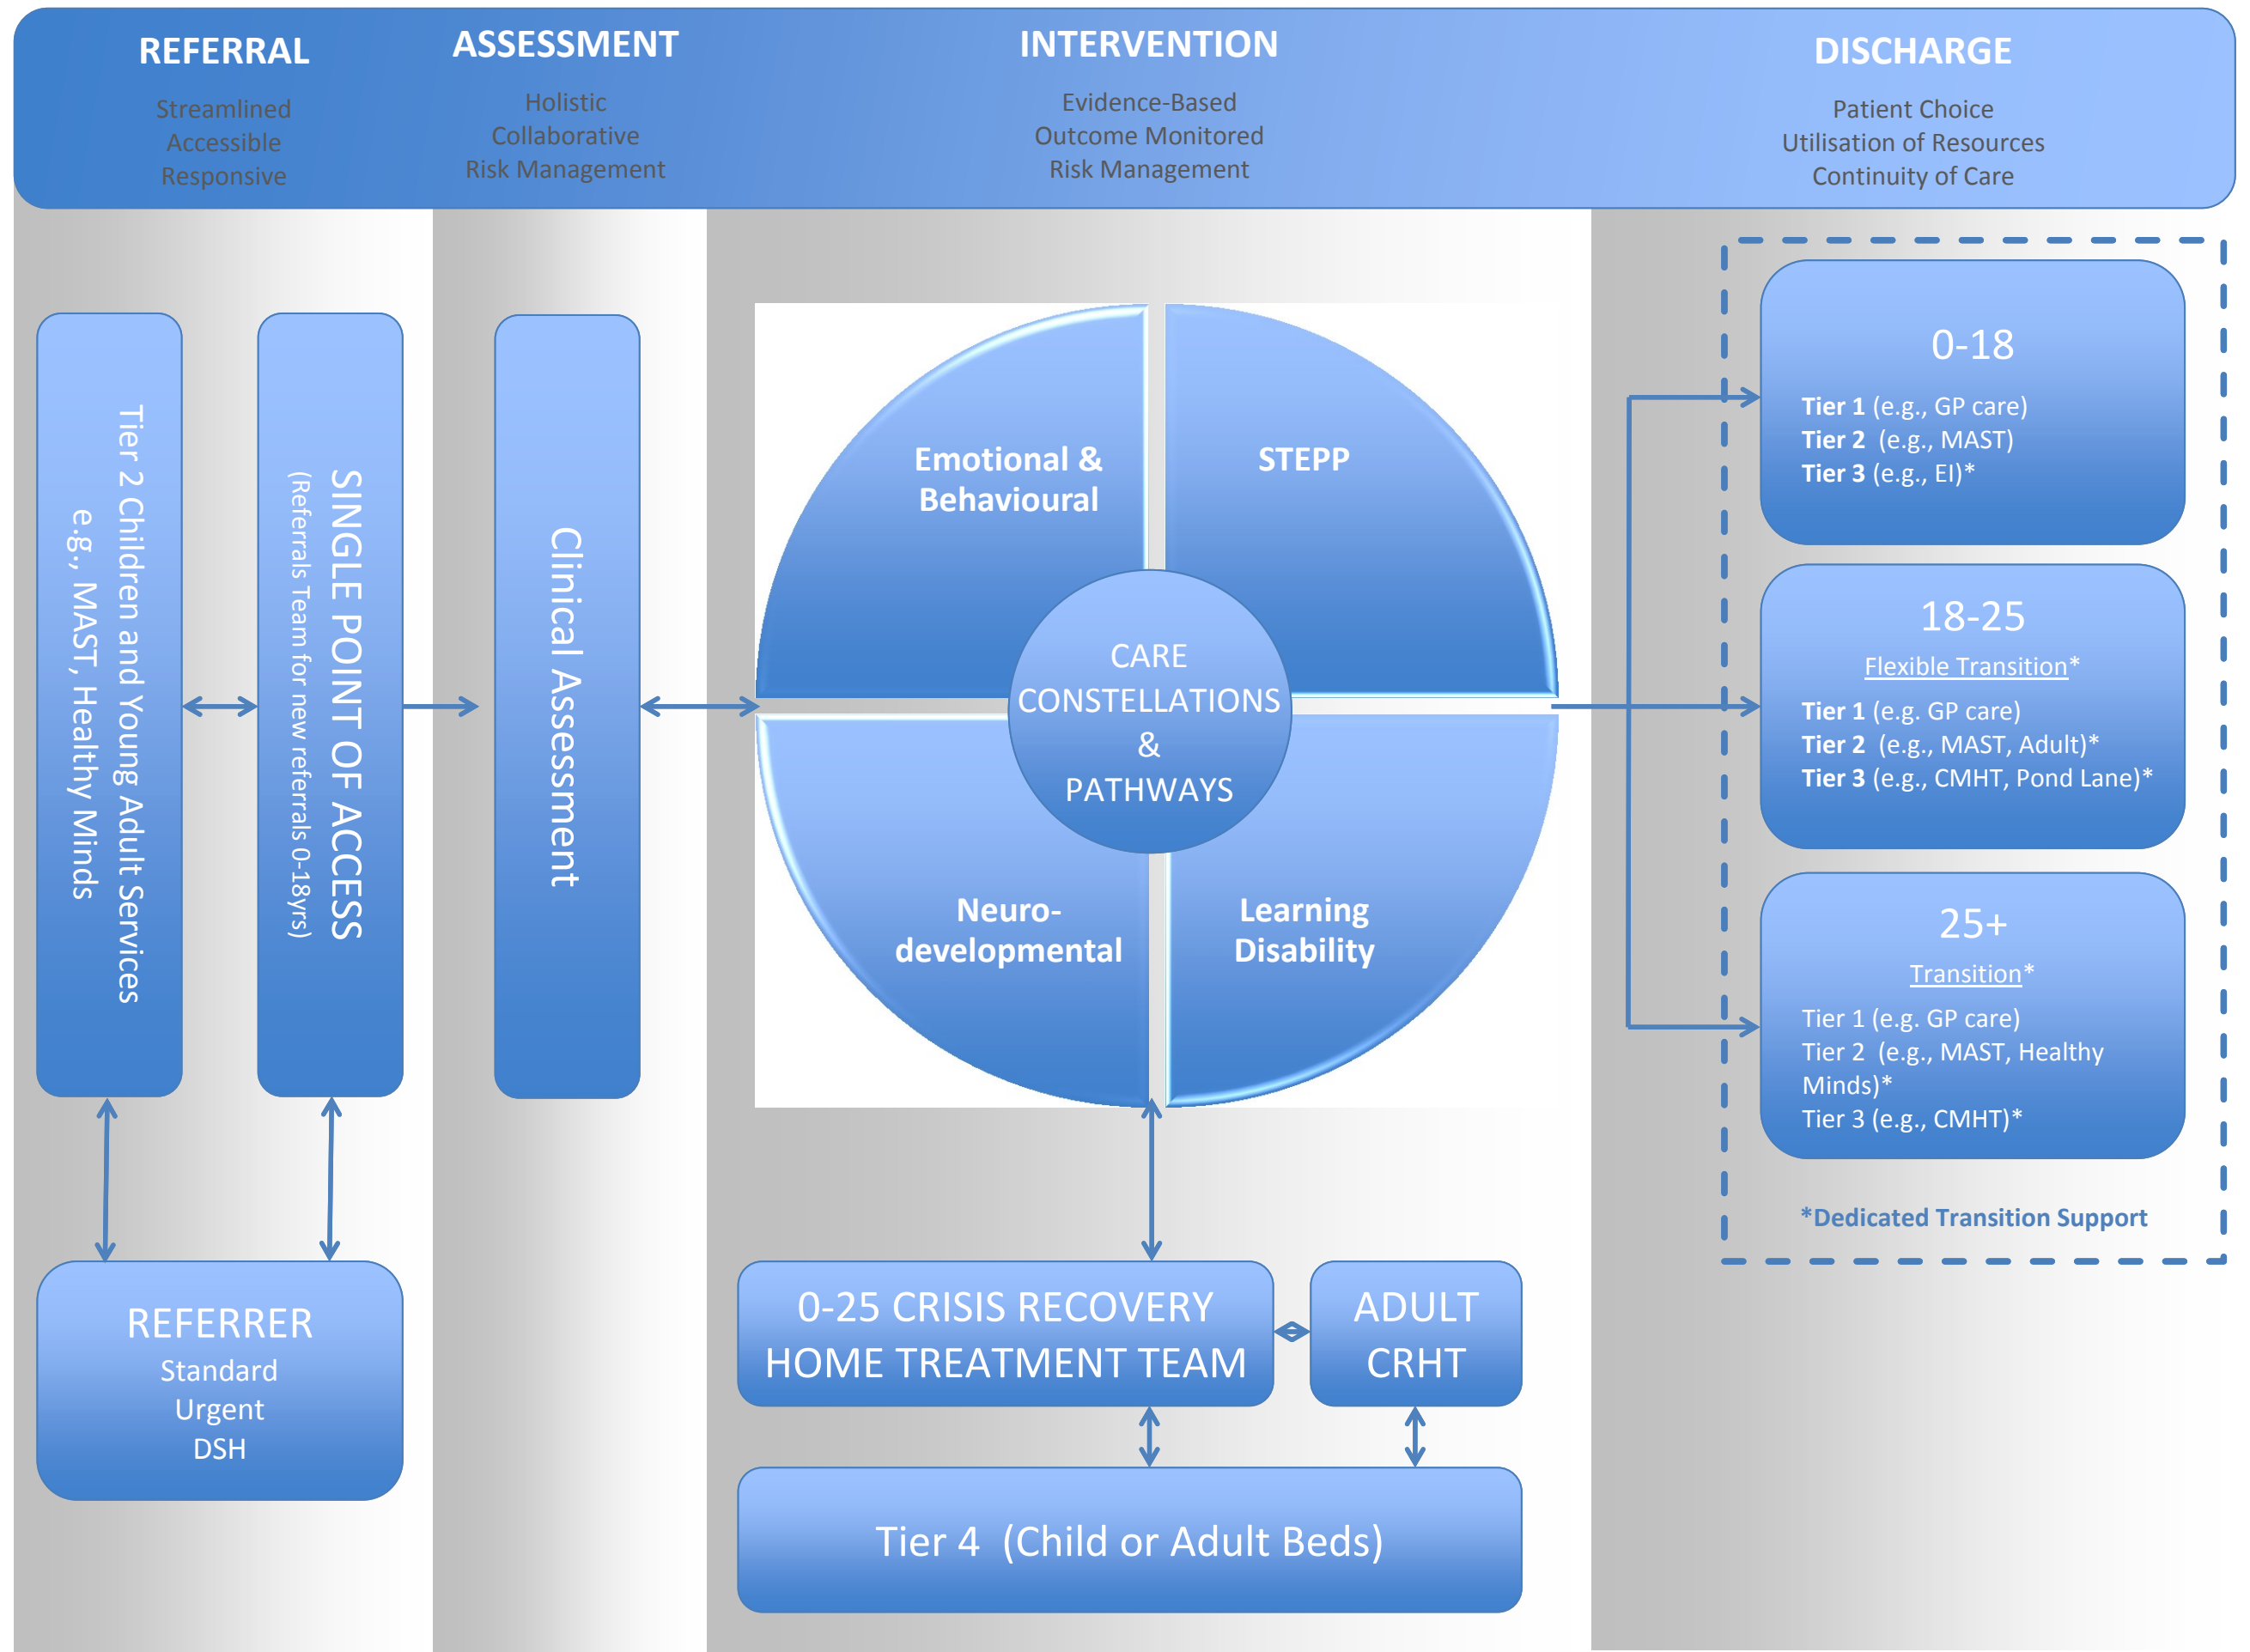 REFERRAL
Streamlined
Accessible
Responsive
ASSESSMENT
Holistic
Collaborative
Risk Management
INTERVENTION
Evidence-Based
Outcome Monitored
Risk Management
DISCHARGE
Patient Choice
Utilisation of Resources
Continuity of Care
Tier 2 Children and Young Adult Services
e.g., MAST, Healthy Minds
SINGLE POINT OF ACCESS
(Referrals Team for new referrals 0-18yrs)
REFERRER
Standard
Urgent
DSH
Clinical Assessment
Emotional &
Behavioural
STEPP
CARE
CONSTELLATIONS
&
PATHWAYS
Neuro-
developmental
Learning
Disability
0-25 CRISIS RECOVERY
HOME TREATMENT TEAM
ADULT
CRHT
Tier 4 (Child or Adult Beds)
0-18
Tier 1 (e.g., GP care)
Tier 2 (e.g., MAST)
Tier 3 (e.g., EI)*
18-25
Flexible Transition*
Tier 1 (e.g. GP care)
Tier 2 (e.g., MAST, Adult)*
Tier 3 (e.g., CMHT, Pond Lane)*
25+
Transition*
Tier 1 (e.g. GP care)
Tier 2 (e.g., MAST, Healthy
Minds)*
Tier 3 (e.g., CMHT)*
*Dedicated Transition Support